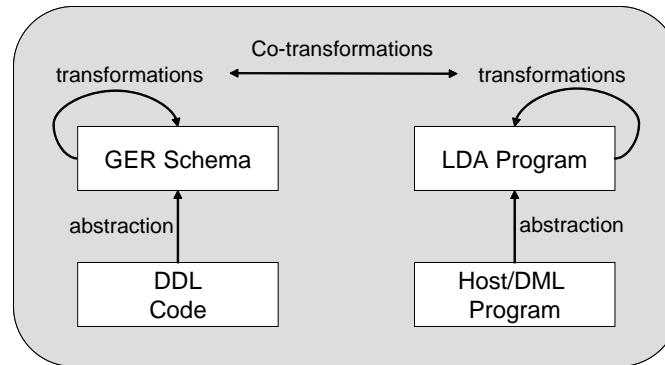 Co-transformations
transformations
transformations
GER Schema
LDA Program
abstraction
abstraction
DDL
Code
Host/DML
Program